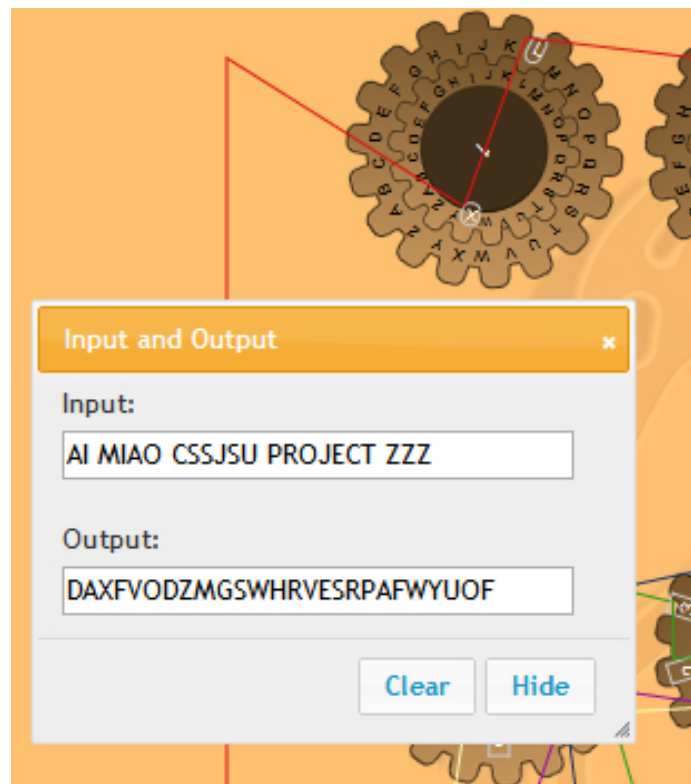 Input and Output
Input:
AI MIAO CSSJSU PROJECT ZZZ
Output:
DAXFVODZMGSWHRVESRPAFWYUOF
Clear
Hide